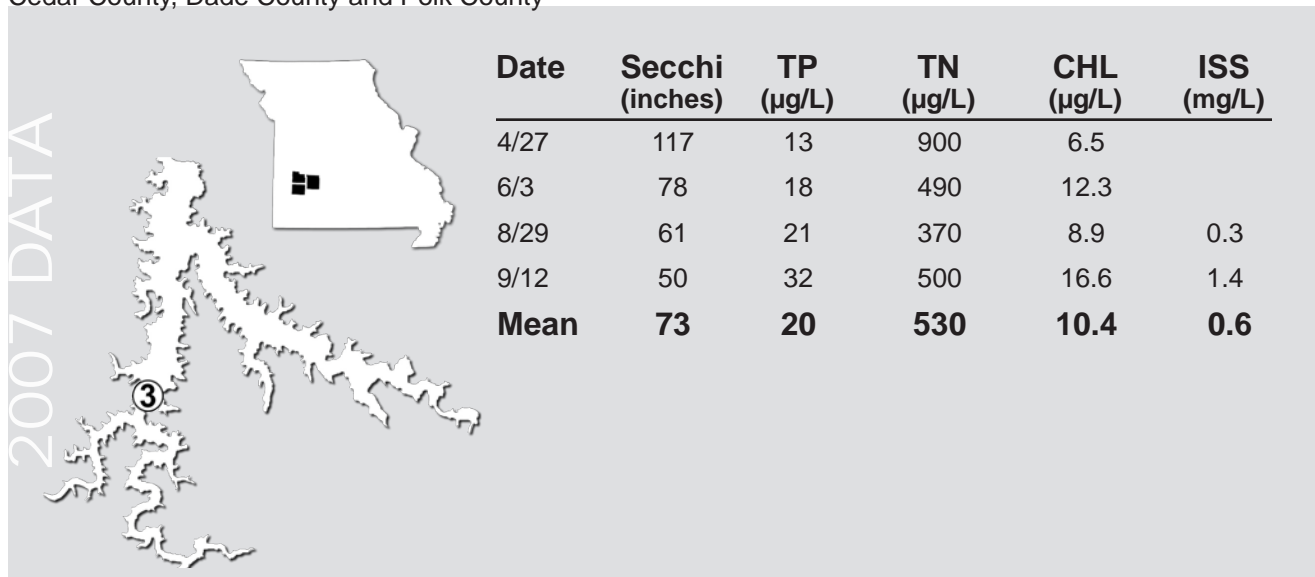 Cedar County, Dade County and Polk County
2007 DATA
3
Date Secchi (inches) TP (µg/L) TN (µg/L) CHL (µg/L) ISS (mg/L)
4/27 117 13 900 6.5
6/3 78 18 490 12.3
8/29 61 21 370 8.9 0.3
9/12 50 32 500 16.6 1.4
Mean 73 20 530 10.4 0.6